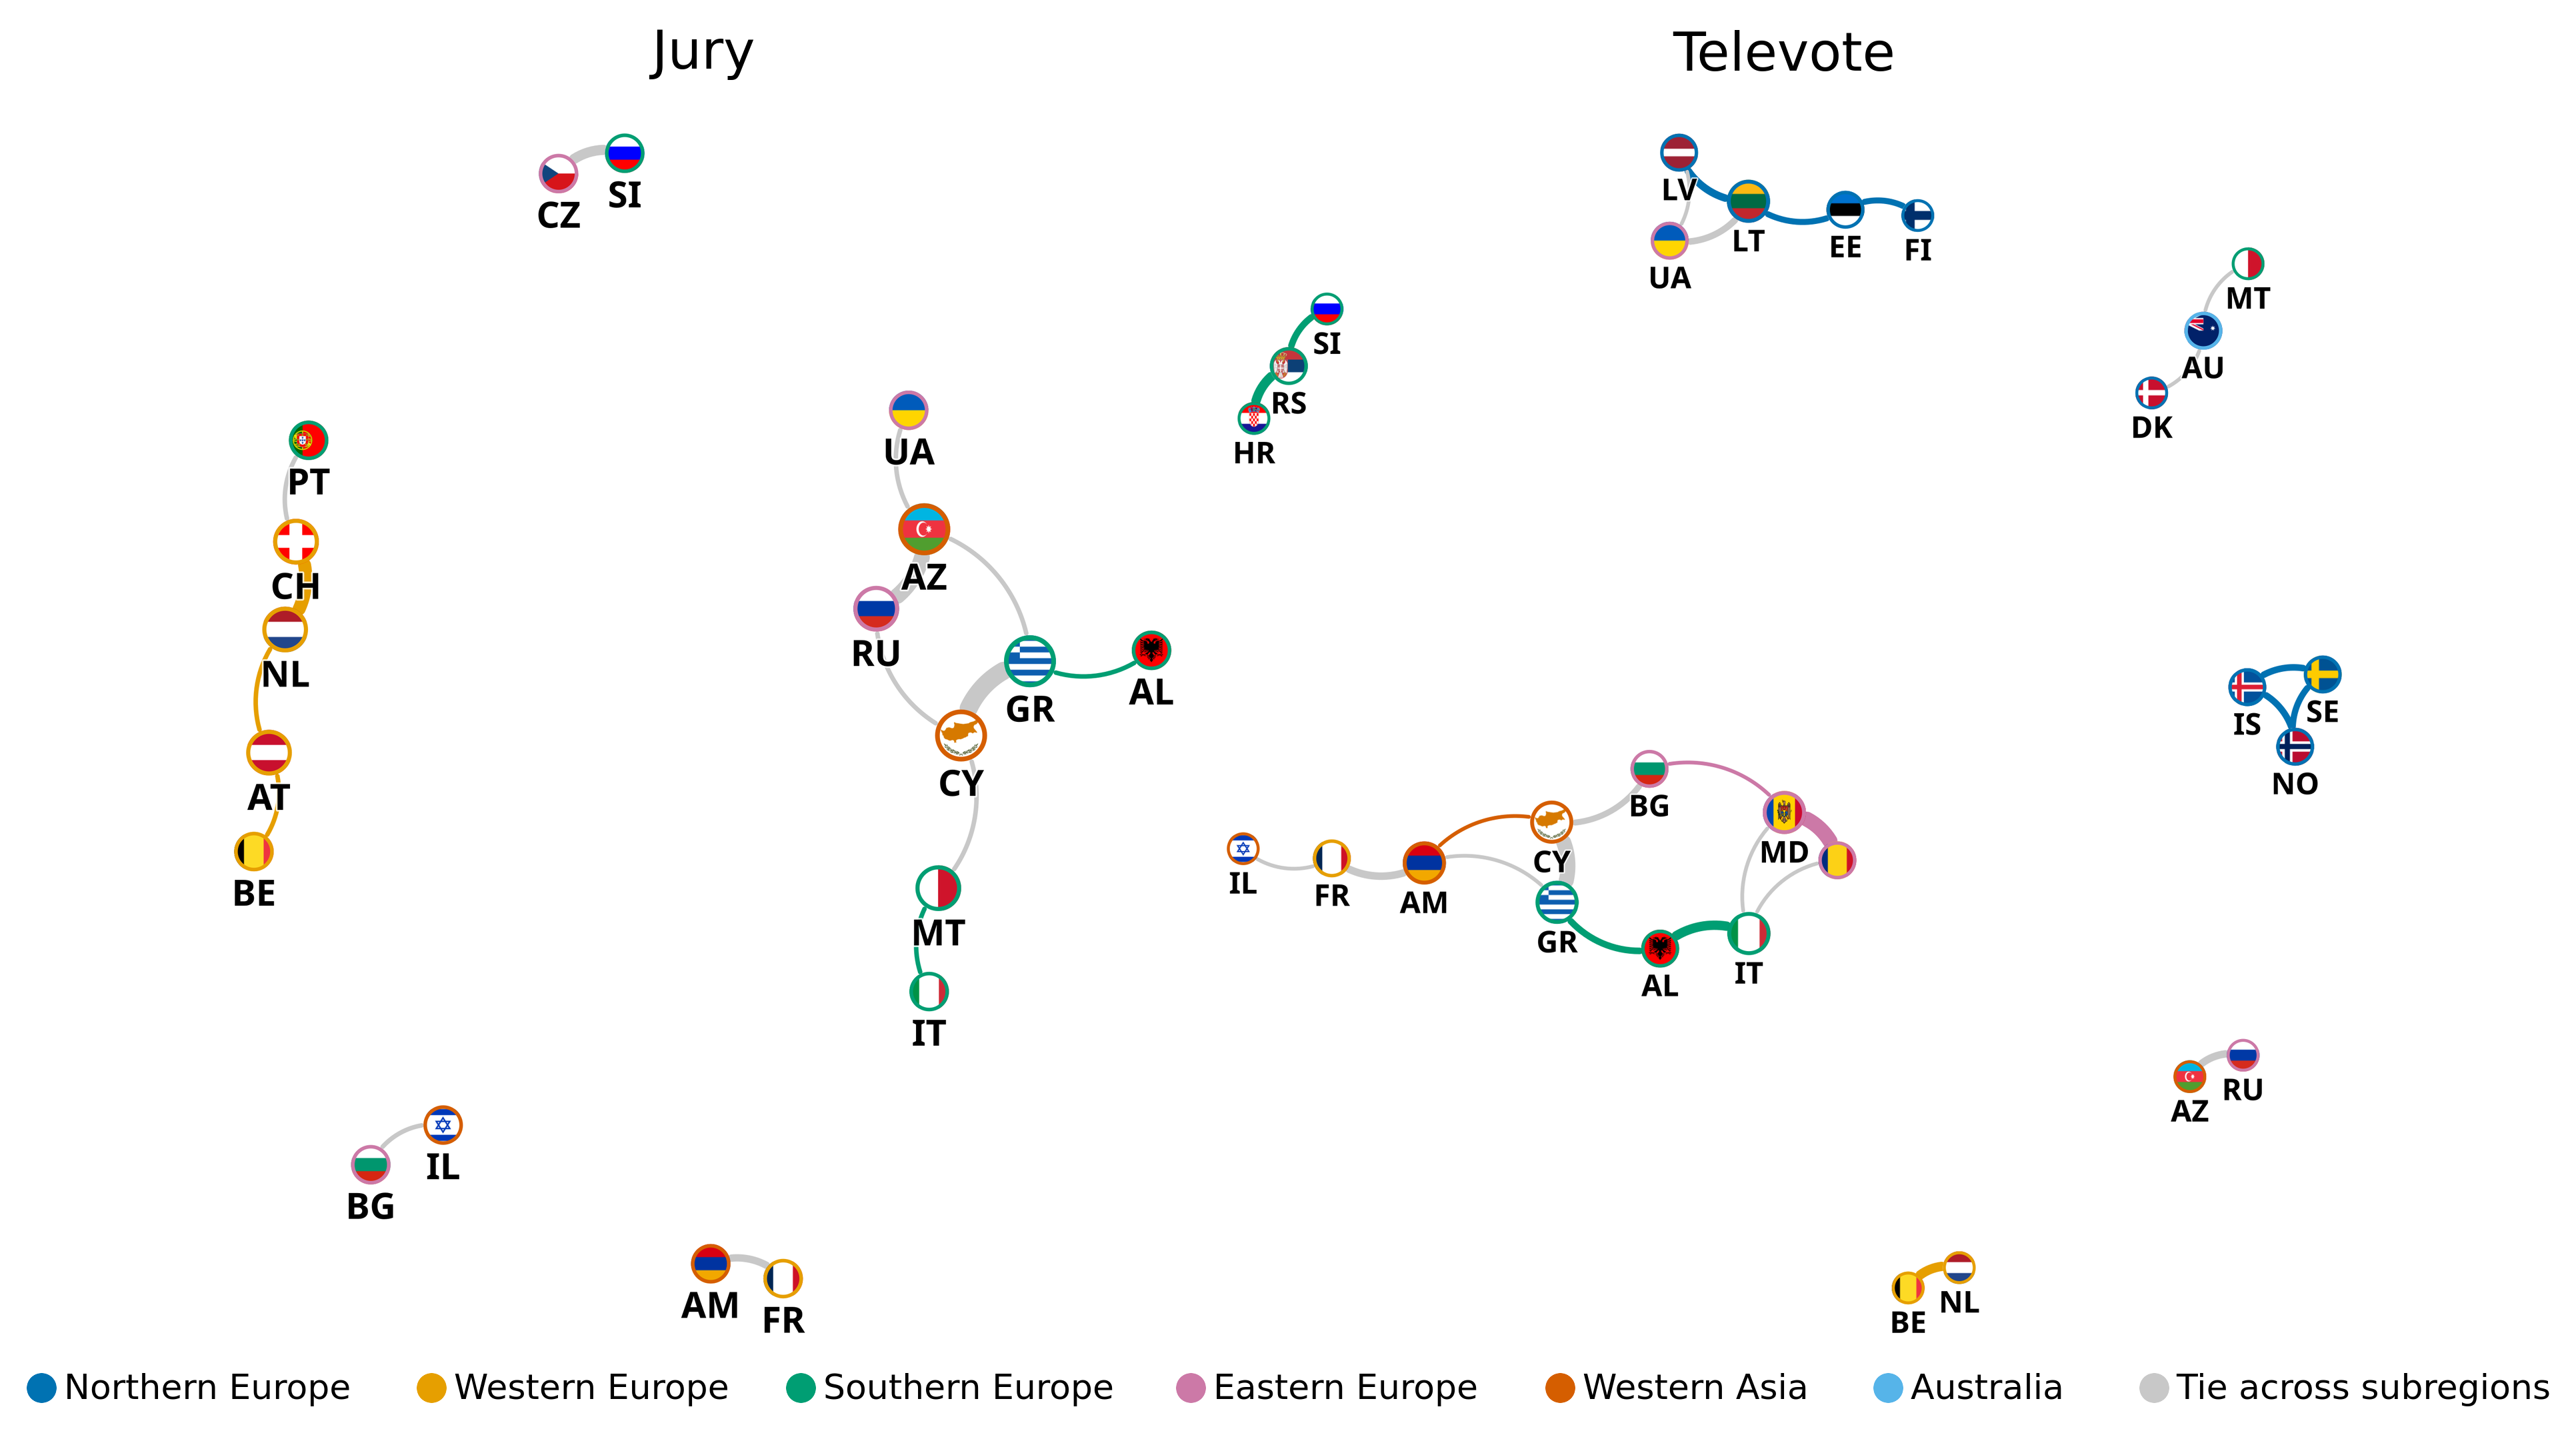 Jury
Televote
CZ
SI
LV
LT
EE
FI
UA
MT
AU
DK
SI
RS
HR
PT
CH
NL
AT
BE
UA
AZ
RU
GR
AL
CY
MT
IT
IS
SE
NO
IL
FR
AM
CY
BG
MD
GR
AL
IT
AZ
RU
BG
IL
AM
FR
BE
NL
Northern Europe
Western Europe
Southern Europe
Eastern Europe
Western Asia
Australia
Tie across subregions